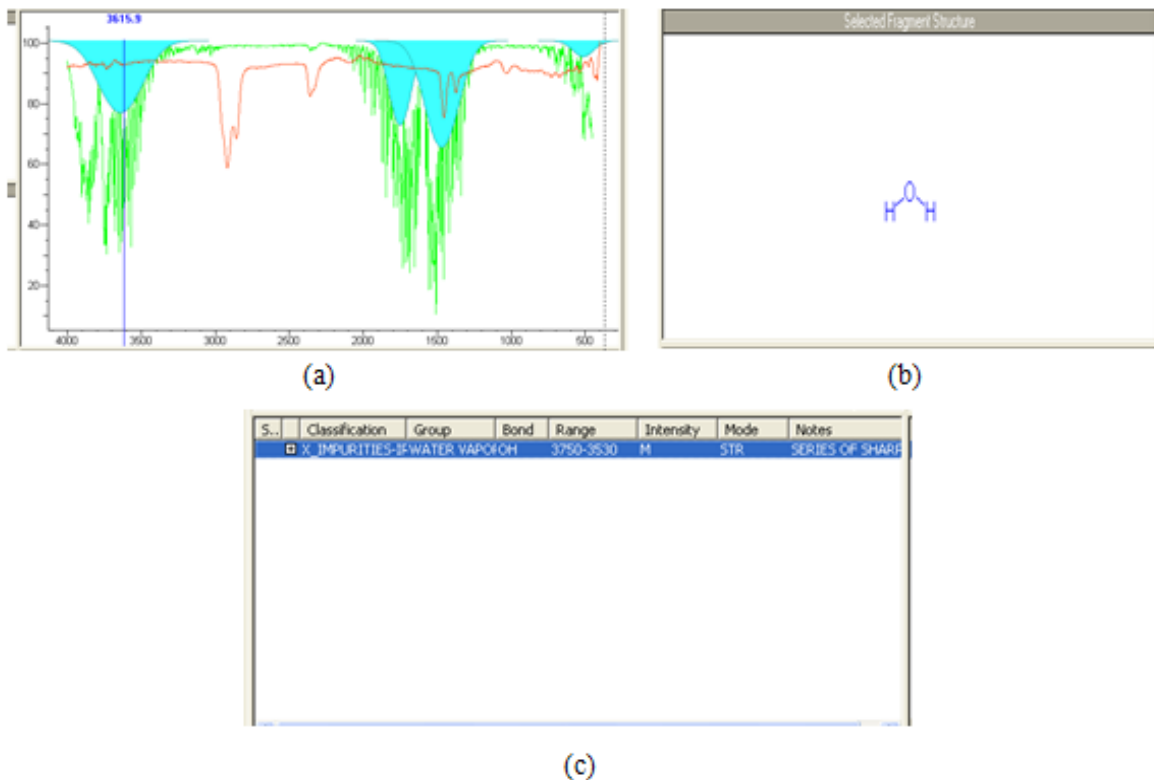 3615.9
100
80
60
40
20
4000 3500 3000 2500 2000 1500 1000 500
(a)
Selected Fragment Structure
O
H H
(b)
S.. Classification Group Bond Range Intensity Mode Notes
X_IMPURITIES-IF WATER VAPO OH 3750-3530 M STR SERIES OF SHARP
(c)